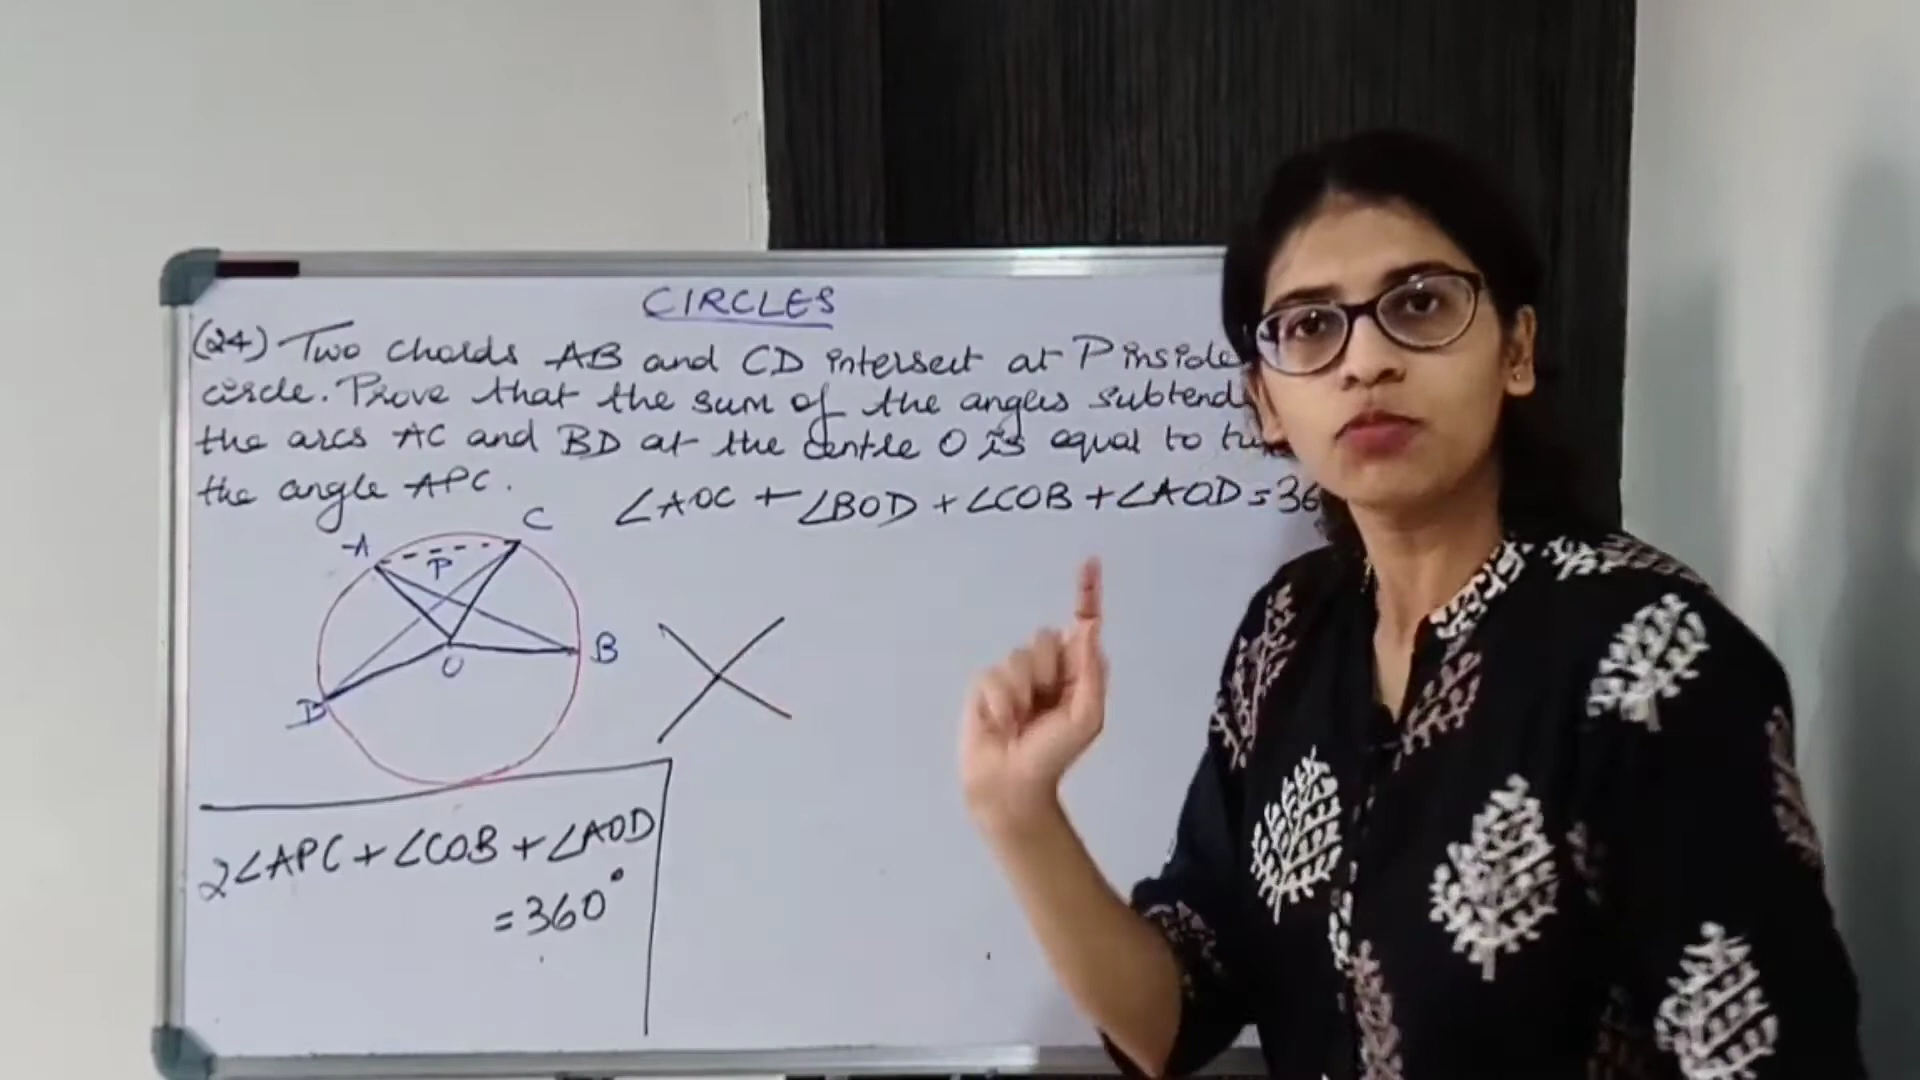 CIRCLES
(24) Two chords AB and CD intersect at P inside
circle. Prove that the sum of the angles subtend
the arcs AC and BD at the centre O is equal to
the angle APC.
∠AOC + ∠BOD + ∠COB + ∠AOD = 36
C
A
P
B
O
D
2∠APC + ∠COB + ∠AOD
= 360°